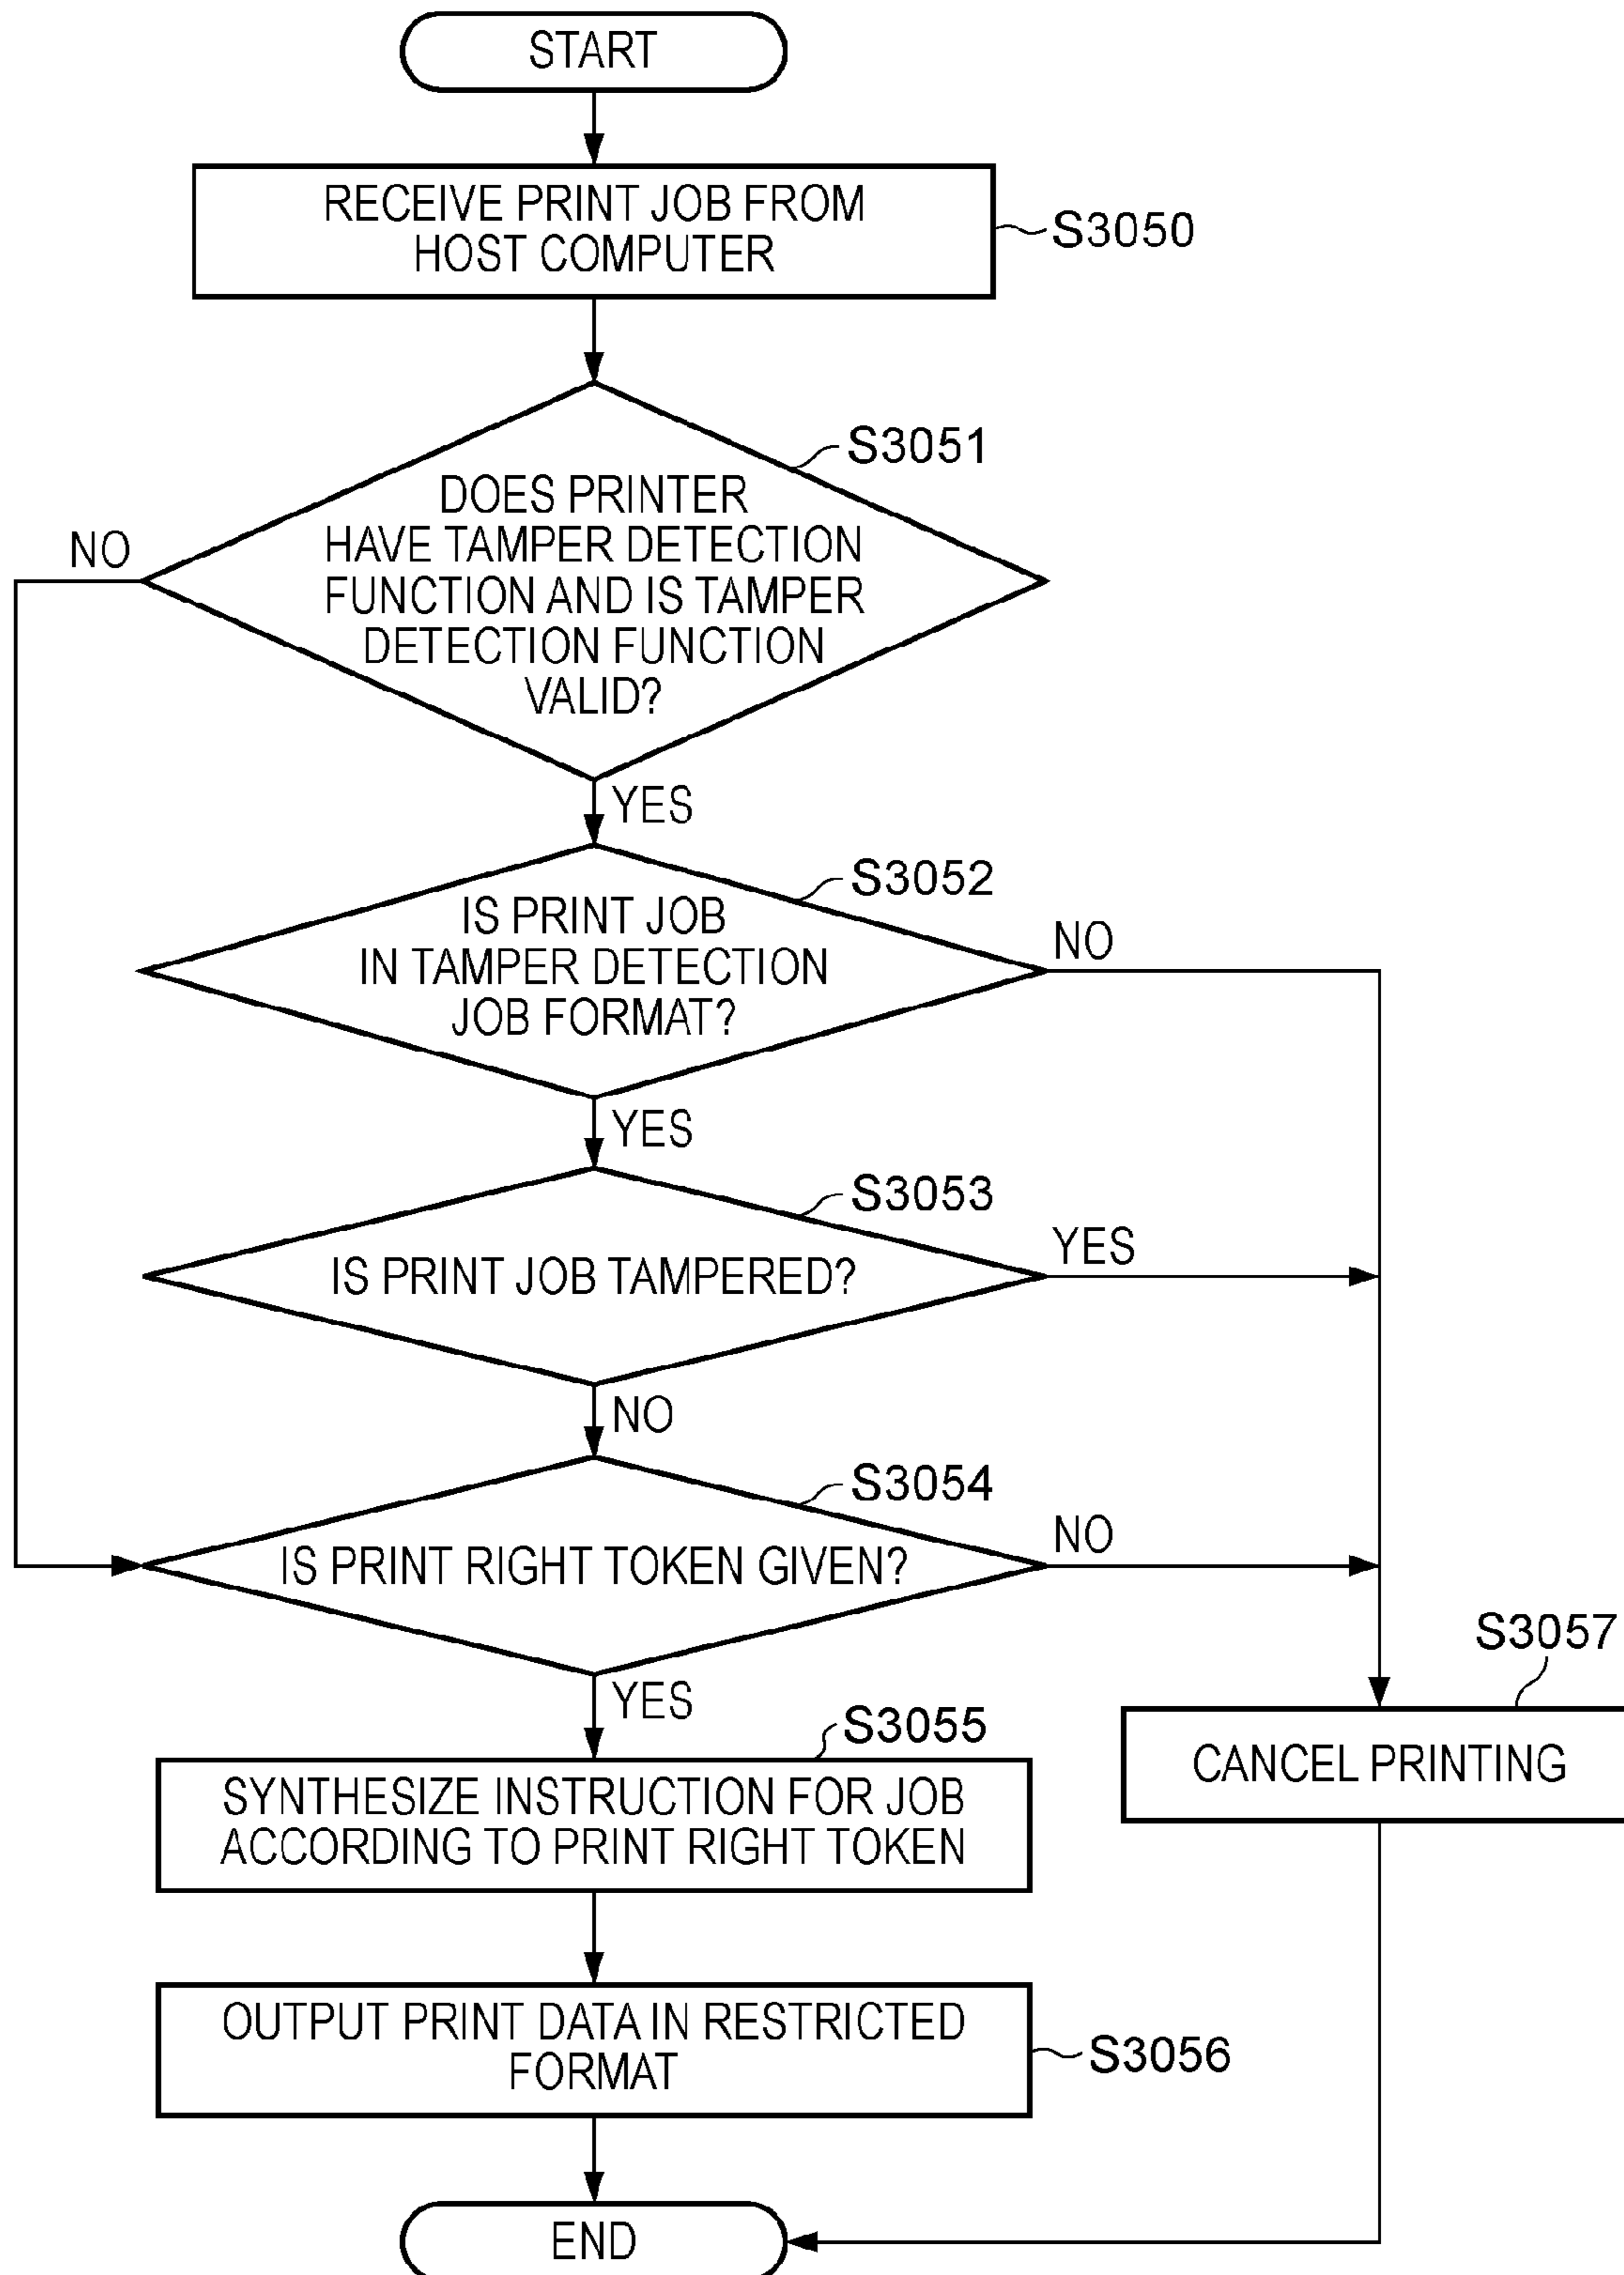 START
RECEIVE PRINT JOB FROM
HOST COMPUTER
S3050
S3051
DOES PRINTER
HAVE TAMPER DETECTION
FUNCTION AND IS TAMPER
DETECTION FUNCTION
VALID?
NO
YES
S3052
IS PRINT JOB
IN TAMPER DETECTION
JOB FORMAT?
NO
YES
S3053
IS PRINT JOB TAMPERED?
YES
NO
S3054
IS PRINT RIGHT TOKEN GIVEN?
NO
YES
S3055
SYNTHESIZE INSTRUCTION FOR JOB
ACCORDING TO PRINT RIGHT TOKEN
S3057
CANCEL PRINTING
OUTPUT PRINT DATA IN RESTRICTED
FORMAT
S3056
END